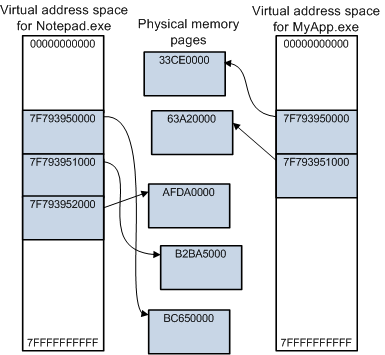 Virtual address space
for Notepad.exe
00000000000
7F793950000
7F793951000
7F793952000
7FFFFFFFFFF
Physical memory
pages
33CE0000
63A20000
AFDA0000
B2BA5000
BC650000
Virtual address space
for MyApp.exe
00000000000
7F793950000
7F793951000
7FFFFFFFFFF